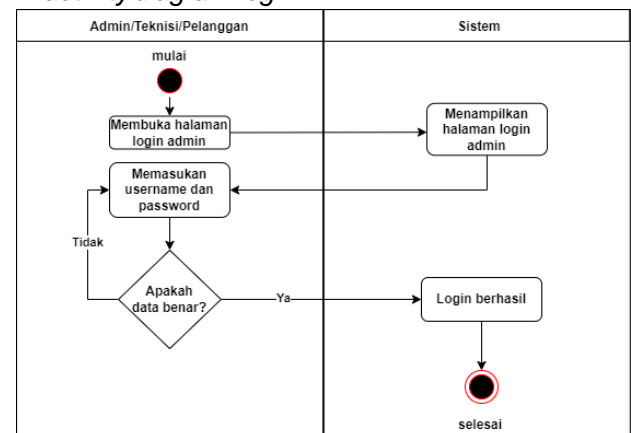 Admin/Teknisi/Pelanggan
Sistem
mulai
Membuka halaman
login admin
Menampilkan
halaman login
admin
Memasukan
username dan
password
Tidak
Apakah
data benar?
Ya
Login berhasil
selesai